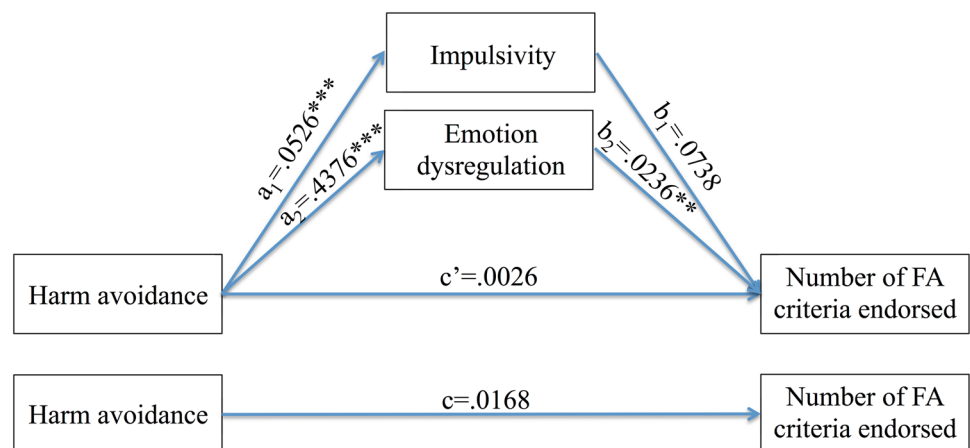 Impulsivity
a1=.0526***
b1=.0738
Emotion
dysregulation
a2=.4376***
b2=.0236**
Harm avoidance
c’=.0026
Number of FA
criteria endorsed
Harm avoidance
c=.0168
Number of FA
criteria endorsed